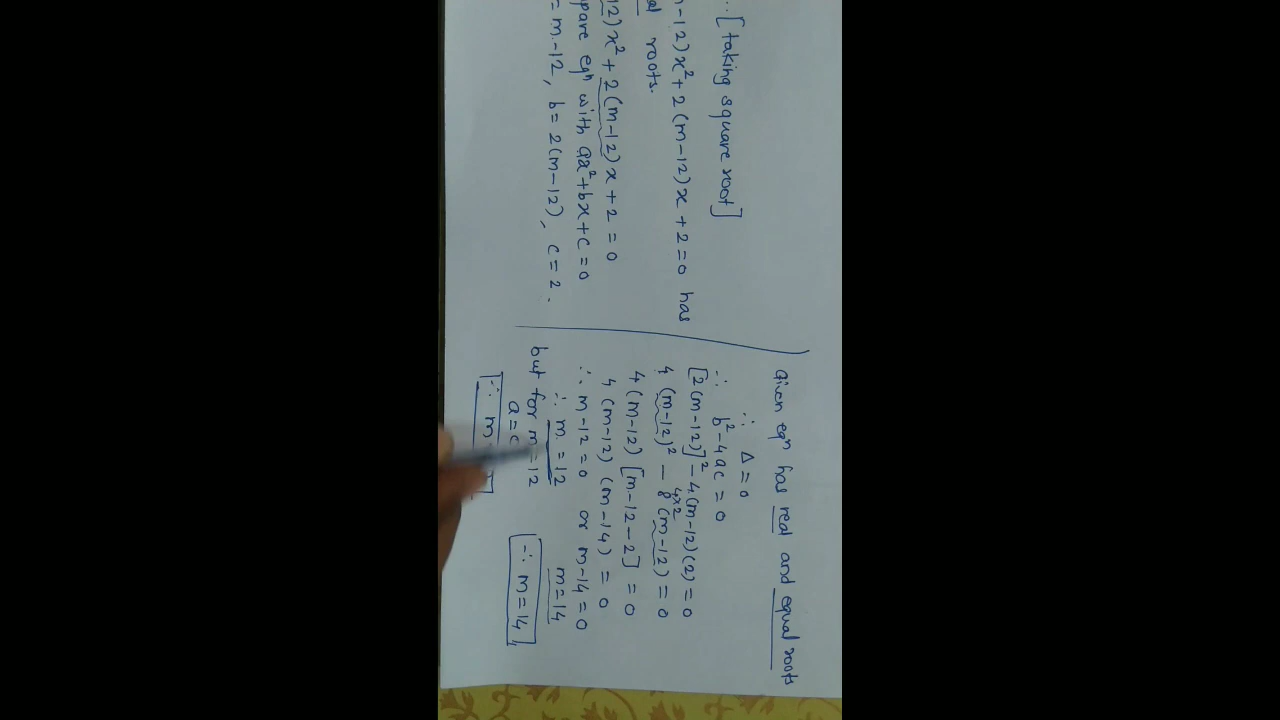 [taking square root]
-12)x²+2(m-12)x+2=0 has
roots.
12)x²+2(m-12)x+2=0
eqⁿ with ax²+bx+c=0
=m-12, b=2(m-12), c=2.
Given eqⁿ has real and equal roots
∴ Δ=0
∴ b²-4ac=0
[2(m-12)]²-4(m-12)(2)=0
4x2
4(m-12)²-8(m-12)=0
4(m-12)[m-12-2]=0
4(m-12)(m-14)=0
∴ m-12=0 or m-14=0
∴ m=12 m=14
but for m=12
∴ m ∴ m=14